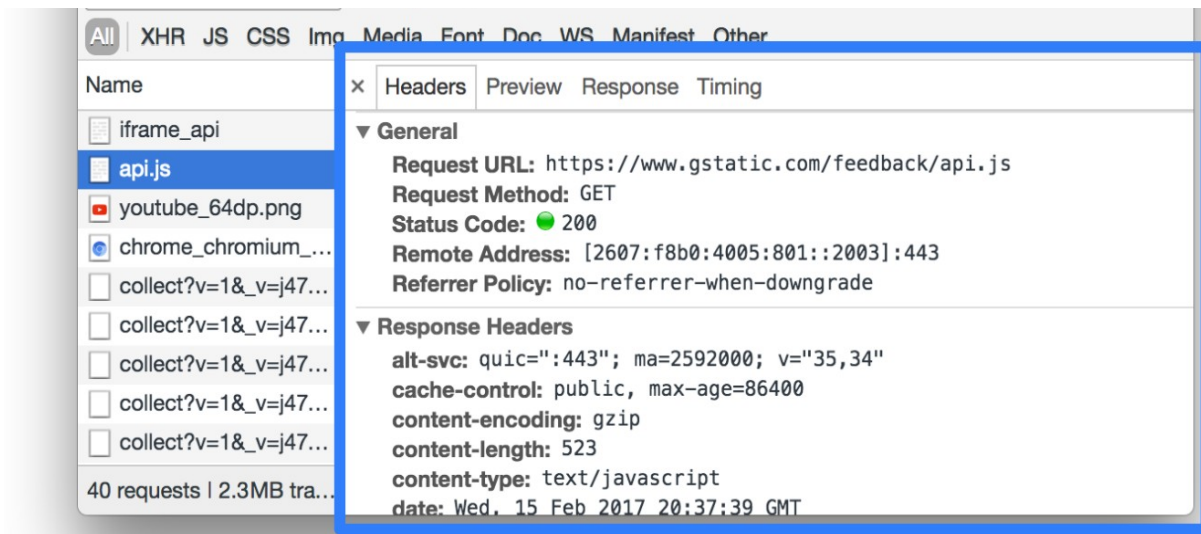 All XHR JS CSS Img Media Font Doc WS Manifest Other
Name
iframe_api
api.js
youtube_64dp.png
chrome_chromium_...
collect?v=1&_v=j47...
collect?v=1&_v=j47...
collect?v=1&_v=j47...
collect?v=1&_v=j47...
collect?v=1&_v=j47...
40 requests | 2.3MB tra...
× Headers Preview Response Timing
▼ General
Request URL: https://www.gstatic.com/feedback/api.js
Request Method: GET
Status Code: 200
Remote Address: [2607:f8b0:4005:801::2003]:443
Referrer Policy: no-referrer-when-downgrade
▼ Response Headers
alt-svc: quic=":443"; ma=2592000; v="35,34"
cache-control: public, max-age=86400
content-encoding: gzip
content-length: 523
content-type: text/javascript
date: Wed, 15 Feb 2017 20:37:39 GMT